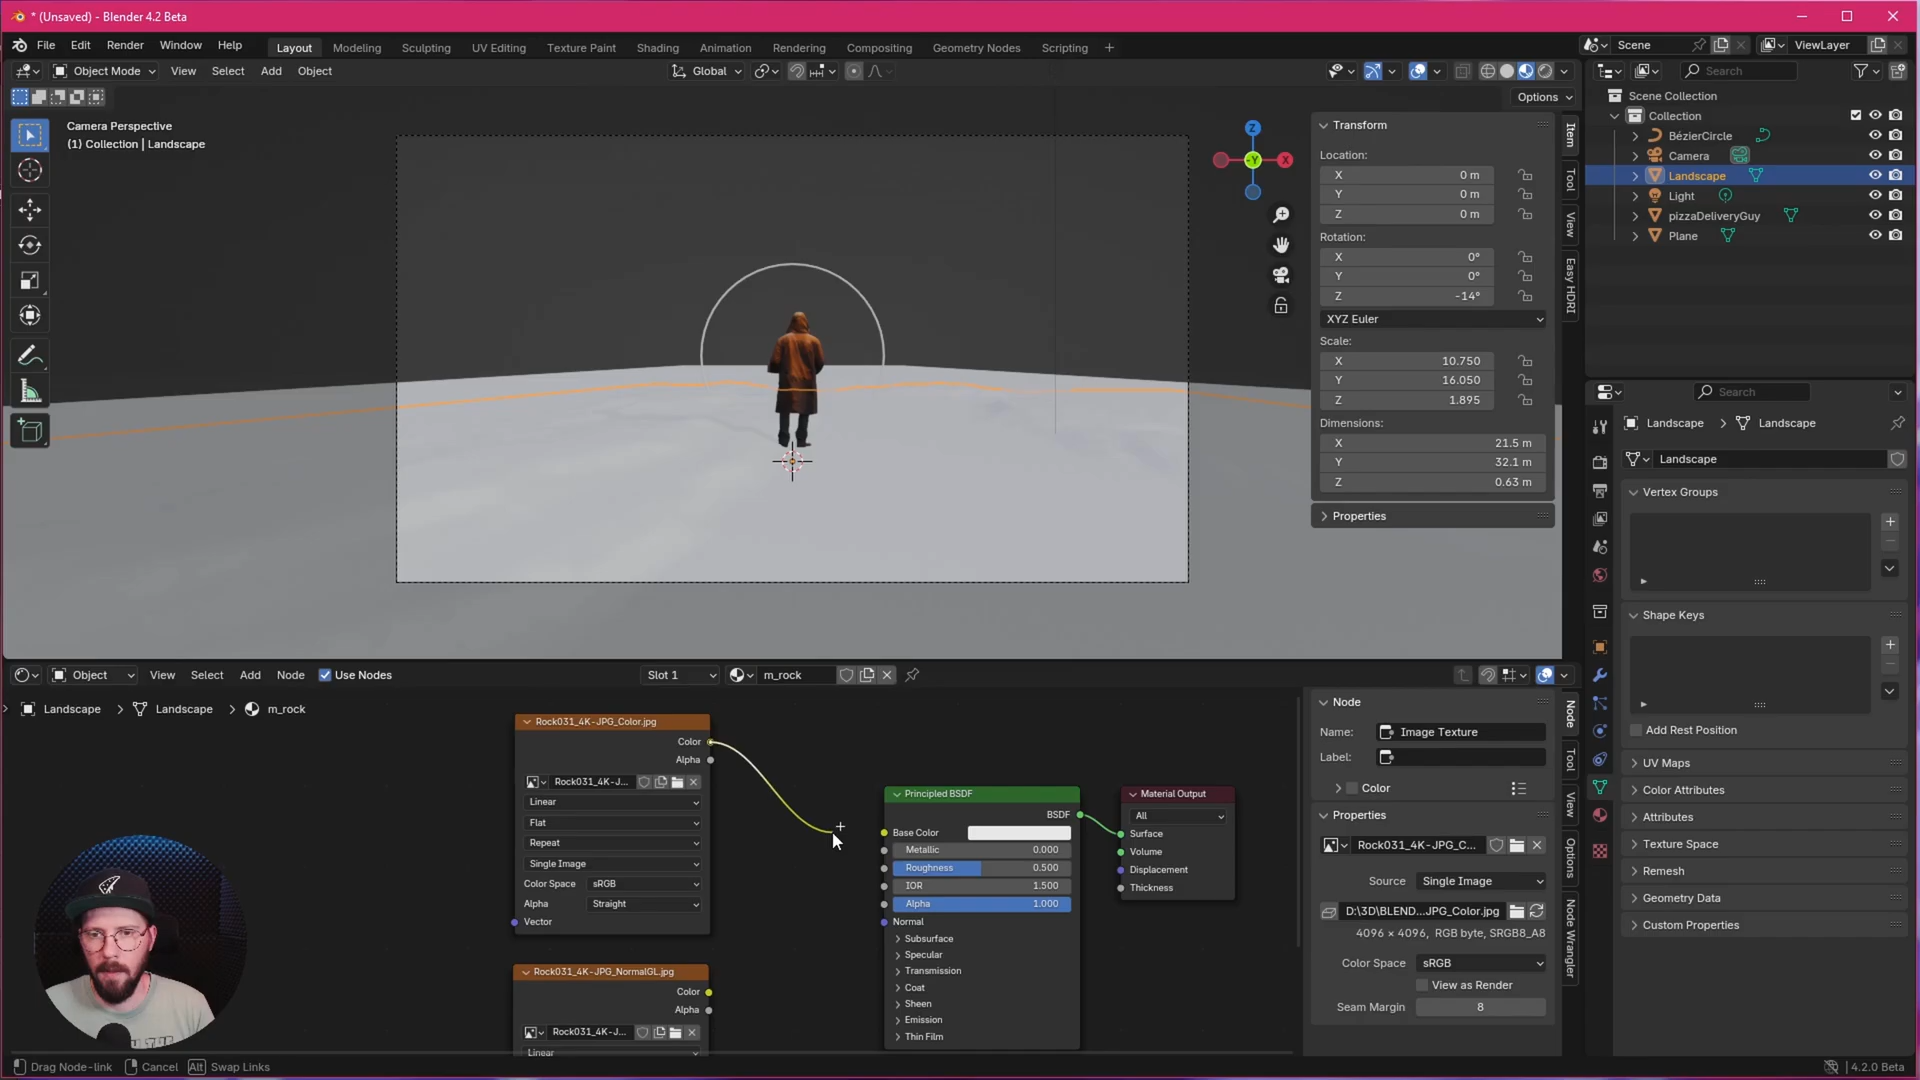 * (Unsaved) - Blender 4.2 Beta
File Edit Render Window Help Layout Modeling Sculpting UV Editing Texture Paint Shading Animation Rendering Compositing Geometry Nodes Scripting + Scene ViewLayer
Object Mode View Select Add Object Global Search
Options Scene Collection
Camera Perspective
(1) Collection | Landscape
Z
-Y
X
Collection
BézierCircle
Camera
Landscape
Light
pizzaDeliveryGuy
Plane
Transform
Location:
X 0 m
Y 0 m
Z 0 m
Rotation:
X 0°
Y 0°
Z -14°
XYZ Euler
Scale:
X 10.750
Y 16.050
Z 1.895
Dimensions:
X 21.5 m
Y 32.1 m
Z 0.63 m
Properties
Item
Tool
View
Easy HDRI
Search
Landscape > Landscape
Landscape
Vertex Groups
Shape Keys
Add Rest Position
UV Maps
Color Attributes
Attributes
Texture Space
Remesh
Geometry Data
Custom Properties
Object View Select Add Node Use Nodes Slot 1 m_rock
Landscape > Landscape > m_rock
Rock031_4K-JPG_Color.jpg
Color
Alpha
Rock031_4K-J...
Linear
Flat
Repeat
Single Image
Color Space sRGB
Alpha Straight
Vector
Rock031_4K-JPG_NormalGL.jpg
Color
Alpha
Rock031_4K-J...
Linear
Principled BSDF
BSDF
Base Color
Metallic 0.000
Roughness 0.500
IOR 1.500
Alpha 1.000
Normal
Subsurface
Specular
Transmission
Coat
Sheen
Emission
Thin Film
Material Output
All
Surface
Volume
Displacement
Thickness
Node
Name: Image Texture
Label:
Color
Properties
Rock031_4K-JPG_C...
Source Single Image
D:\3D\BLEND...JPG_Color.jpg
4096 × 4096, RGB byte, SRGB8_A8
Color Space sRGB
View as Render
Seam Margin 8
Node
Tool
View
Options
Node Wrangler
Drag Node-link Cancel Alt Swap Links 4.2.0 Beta